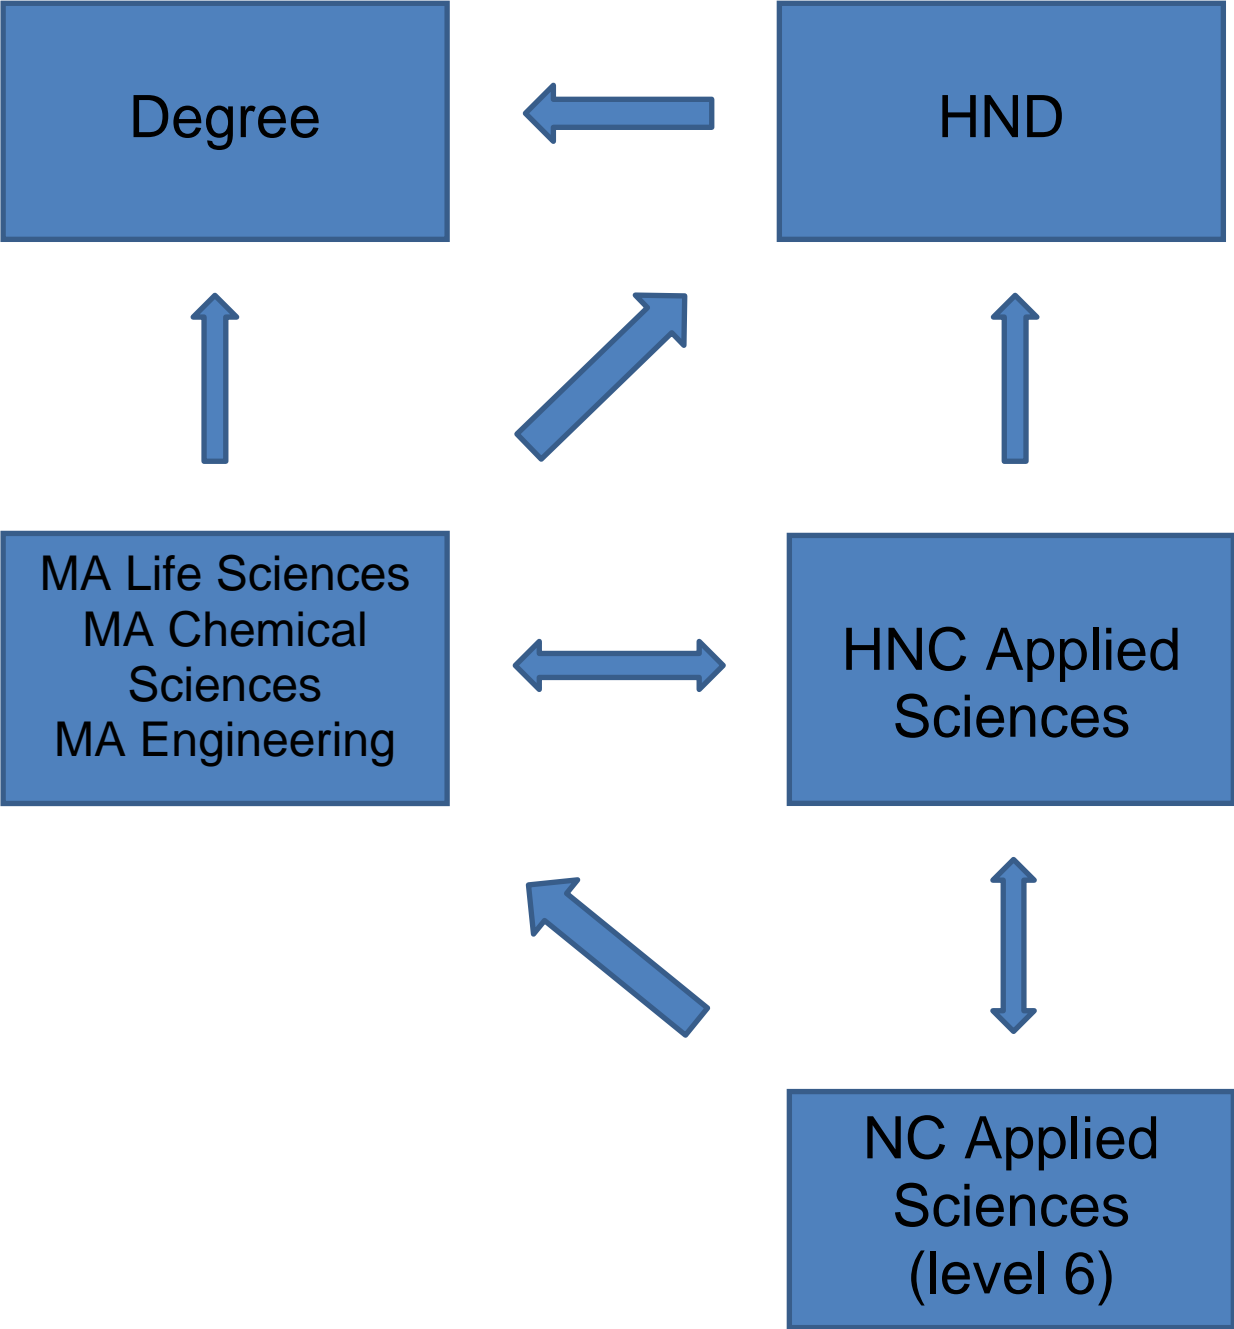 Degree
HND
MA Life Sciences
MA Chemical
Sciences
MA Engineering
HNC Applied
Sciences
NC Applied
Sciences
(level 6)